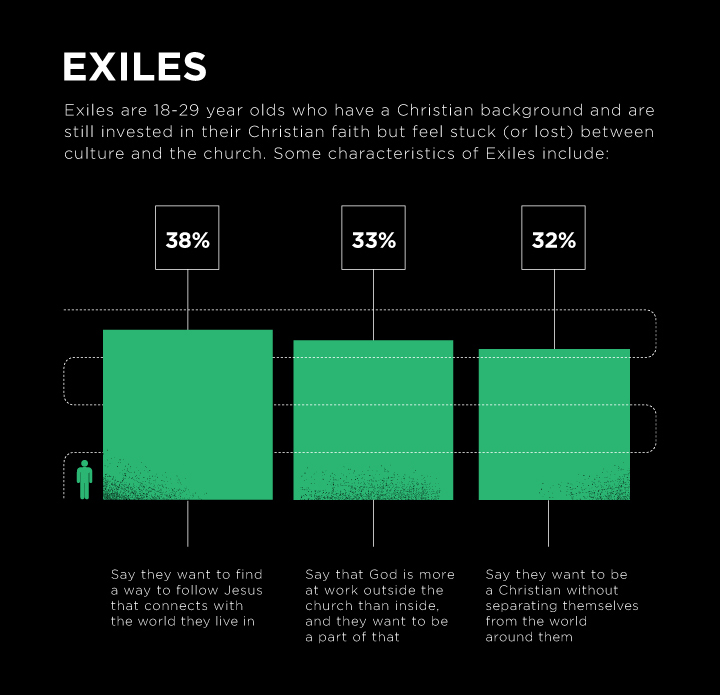 EXILES
Exiles are 18-29 year olds who have a Christian background and are
still invested in their Christian faith but feel stuck (or lost) between
culture and the church. Some characteristics of Exiles include:
38%
33%
32%
Say they want to find
a way to follow Jesus
that connects with
the world they live in
Say that God is more
at work outside the
church than inside,
and they want to be
a part of that
Say they want to be
a Christian without
separating themselves
from the world
around them